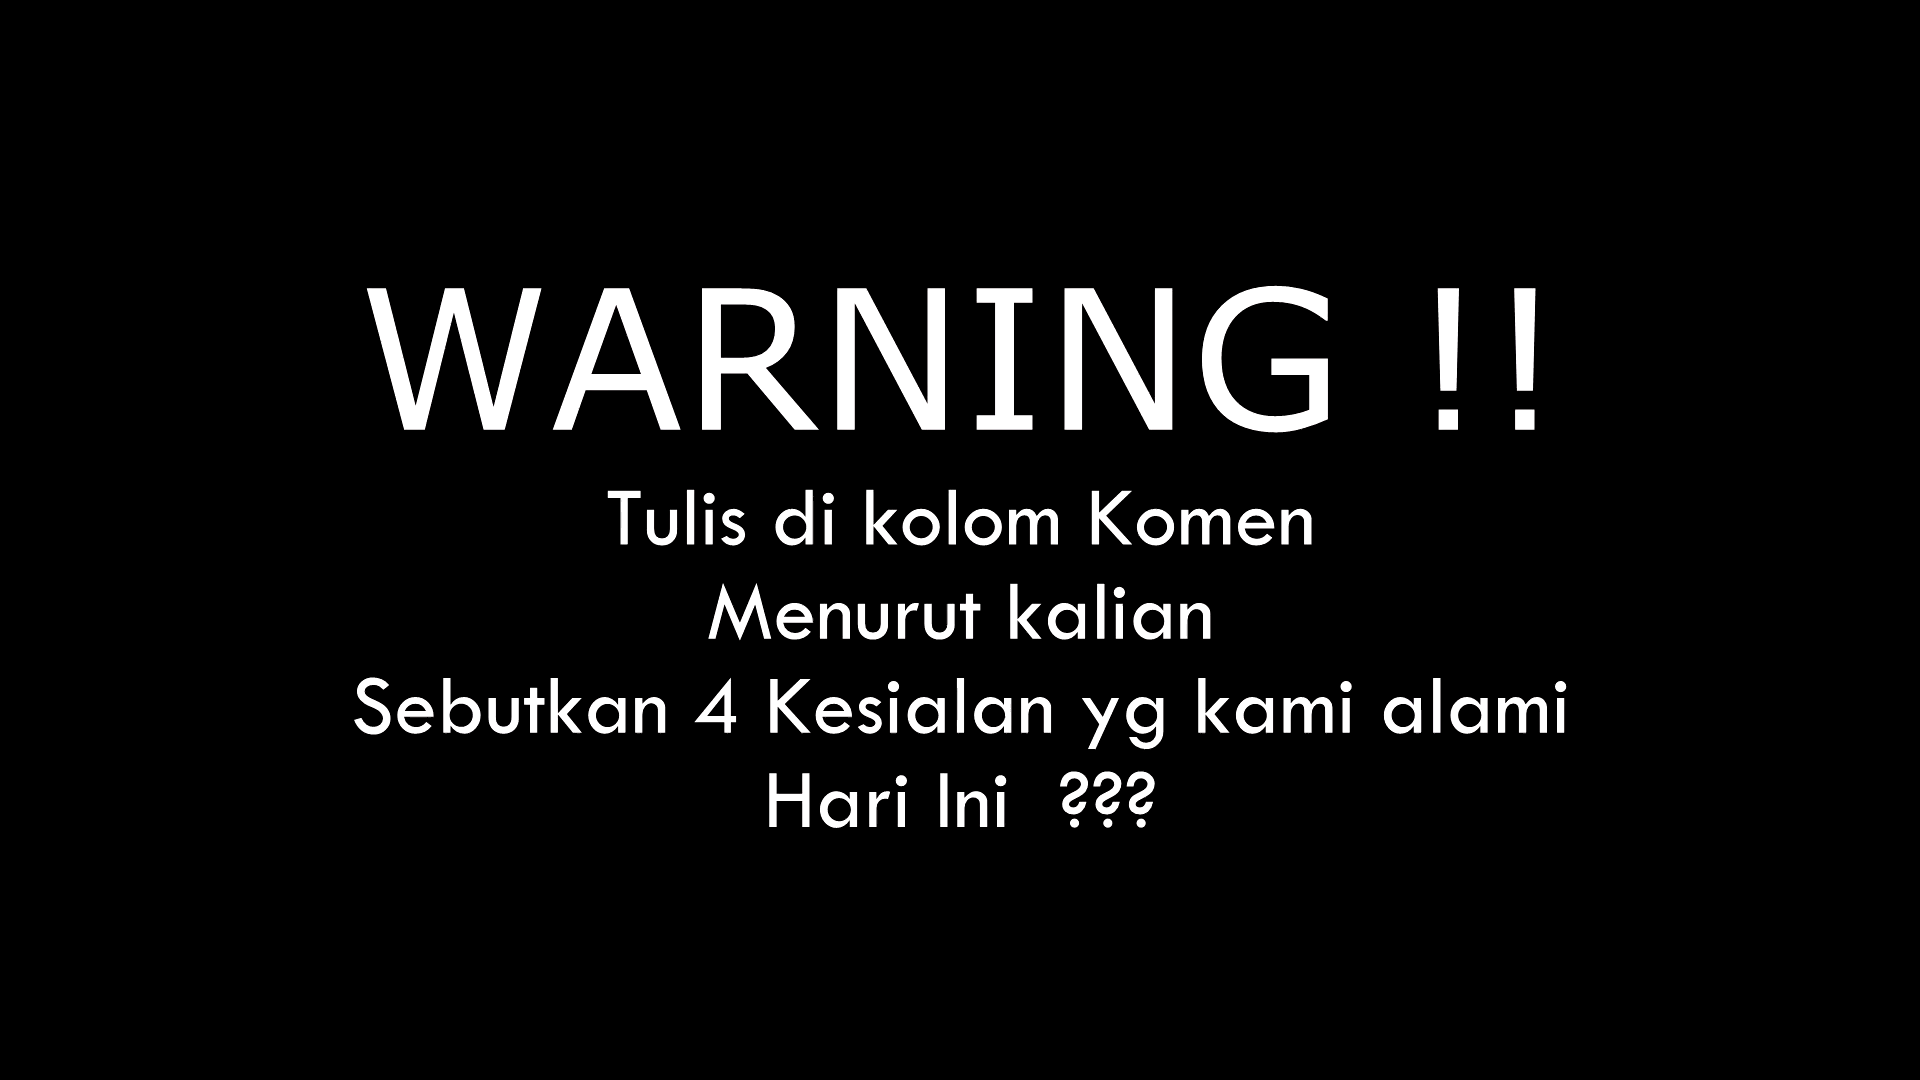 WARNING !!
Tulis di kolom Komen
Menurut kalian
Sebutkan 4 Kesialan yg kami alami
Hari Ini ???